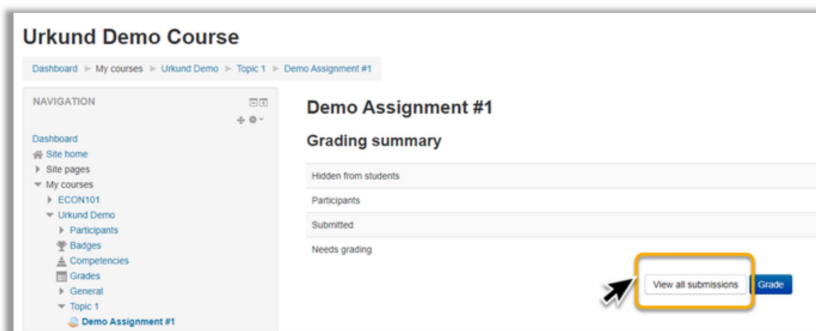 Urkund Demo Course
Dashboard
My courses
Urkund Demo
Topic 1
Demo Assignment #1
NAVIGATION
Dashboard
Site home
Site pages
My courses
ECON101
Urkund Demo
Participants
Badges
Competencies
Grades
General
Topic 1
Demo Assignment #1
Demo Assignment #1
Grading summary
Hidden from students
Participants
Submitted
Needs grading
View all submissions
Grade